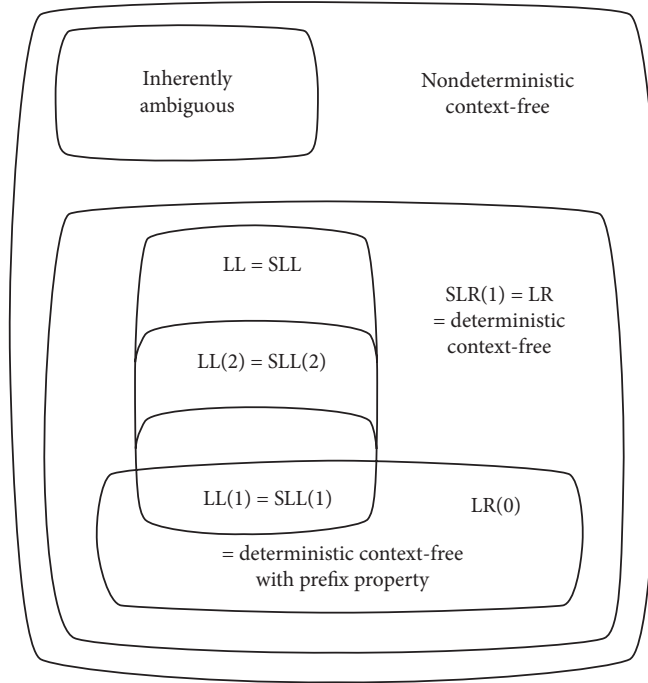 Inherently
ambiguous
Nondeterministic
context-free
LL = SLL
SLR(1) = LR
= deterministic
context-free
LL(2) = SLL(2)
LL(1) = SLL(1)
LR(0)
= deterministic context-free
with prefix property